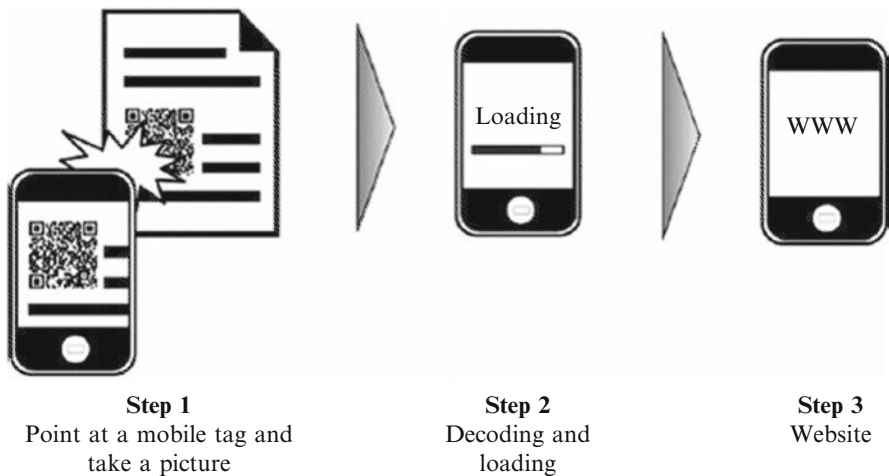 Loading
WWW
Step 1
Point at a mobile tag and
take a picture
Step 2
Decoding and
loading
Step 3
Website